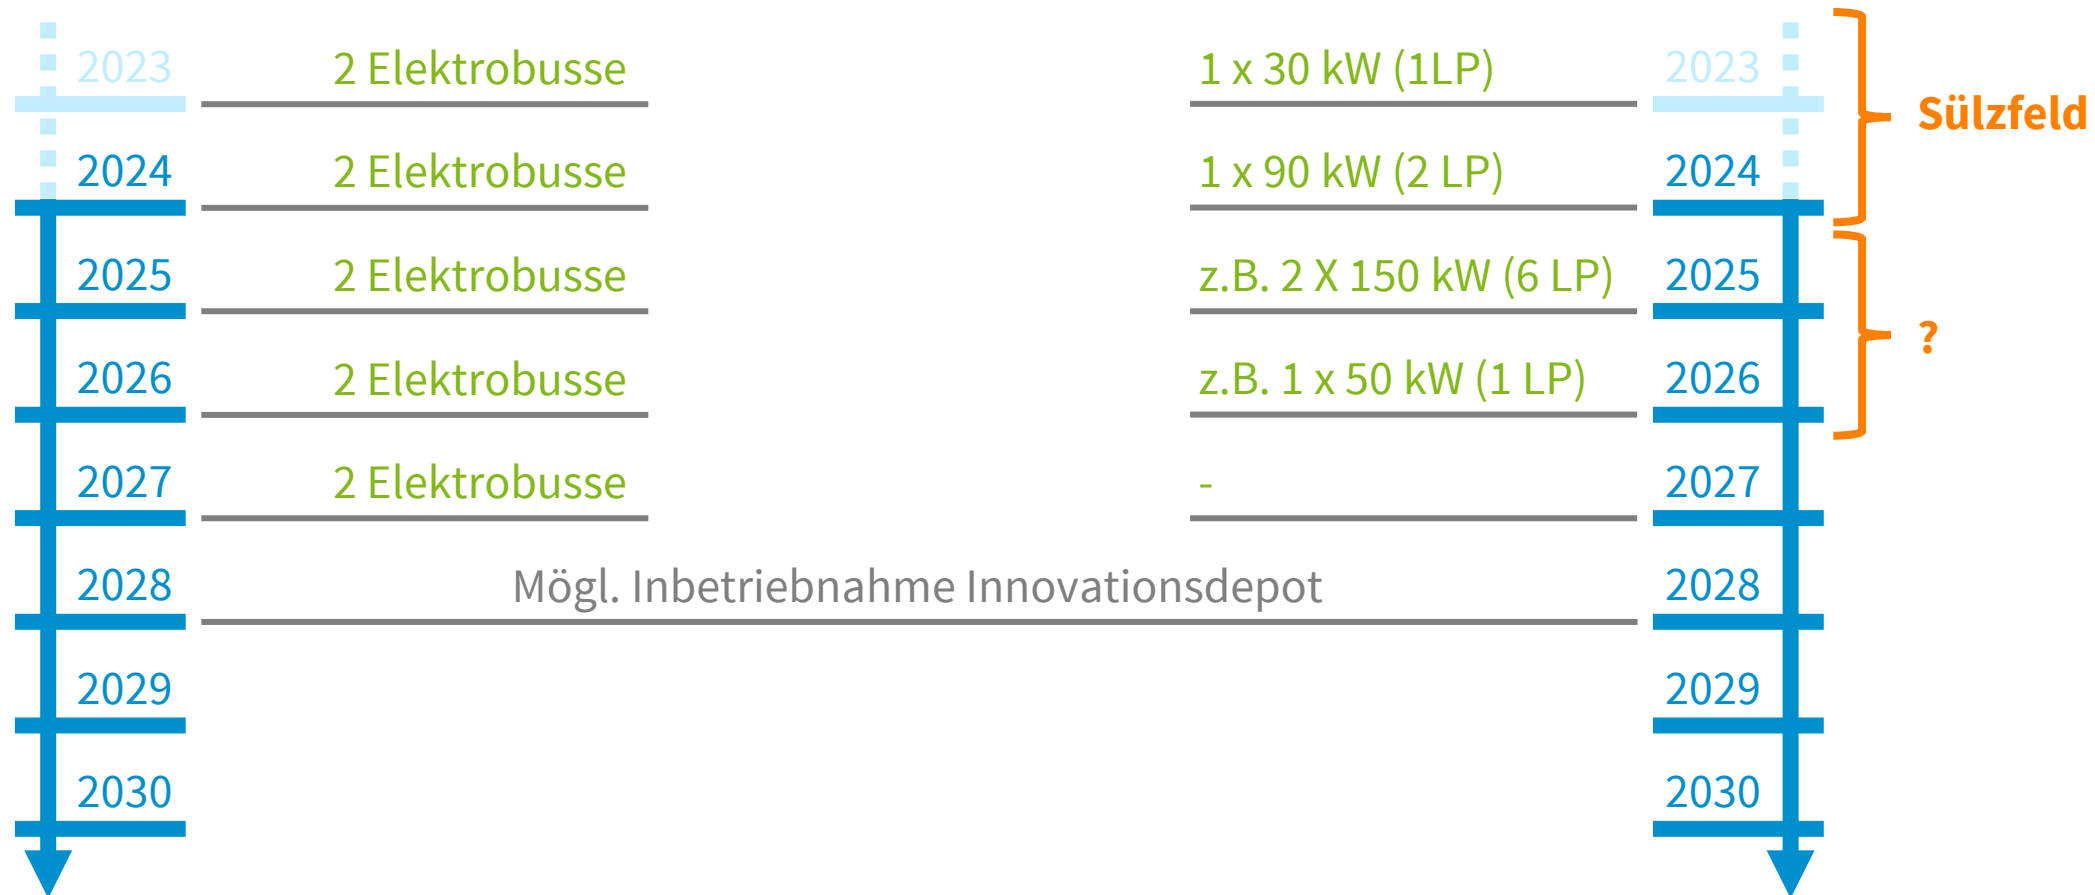 2023 2 Elektrobusse 1 x 30 kW (1LP) 2023
Sülzfeld
2024 2 Elektrobusse 1 x 90 kW (2 LP) 2024
2025 2 Elektrobusse z.B. 2 X 150 kW (6 LP) 2025
?
2026 2 Elektrobusse z.B. 1 x 50 kW (1 LP) 2026
2027 2 Elektrobusse - 2027
2028 Mögl. Inbetriebnahme Innovationsdepot 2028
2029 2029
2030 2030